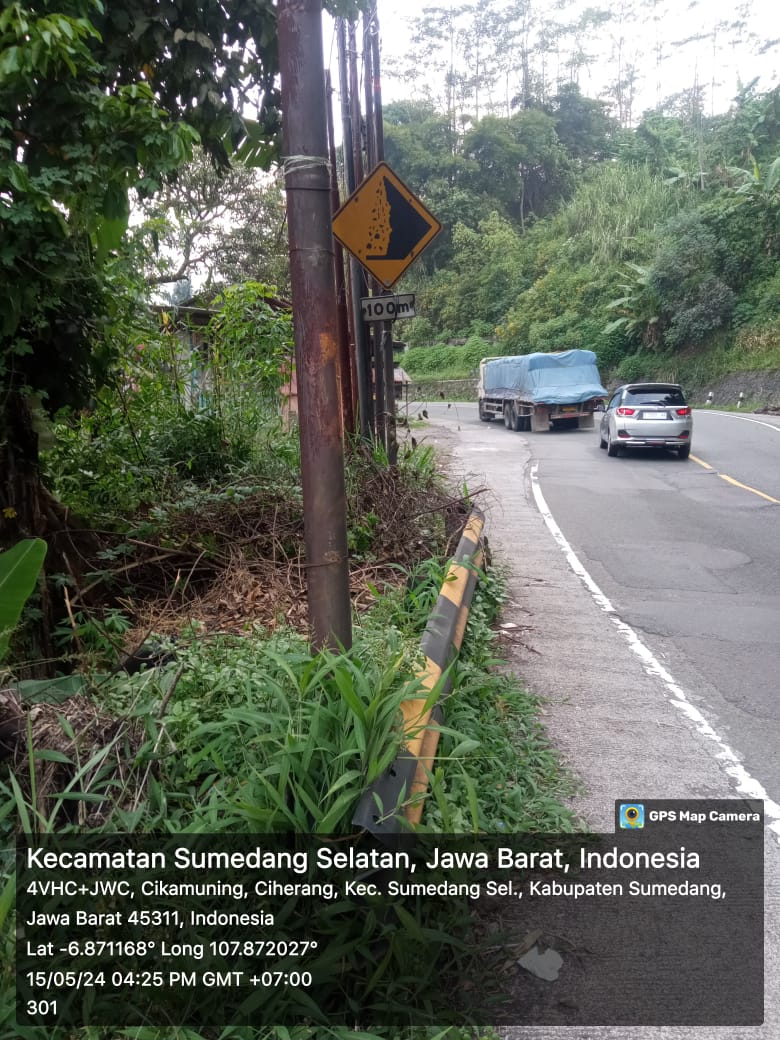 100m
GPS Map Camera
Kecamatan Sumedang Selatan, Jawa Barat, Indonesia
4VHC+JWC, Cikamuning, Ciherang, Kec. Sumedang Sel., Kabupaten Sumedang,
Jawa Barat 45311, Indonesia
Lat -6.871168° Long 107.872027°
15/05/24 04:25 PM GMT +07:00
301